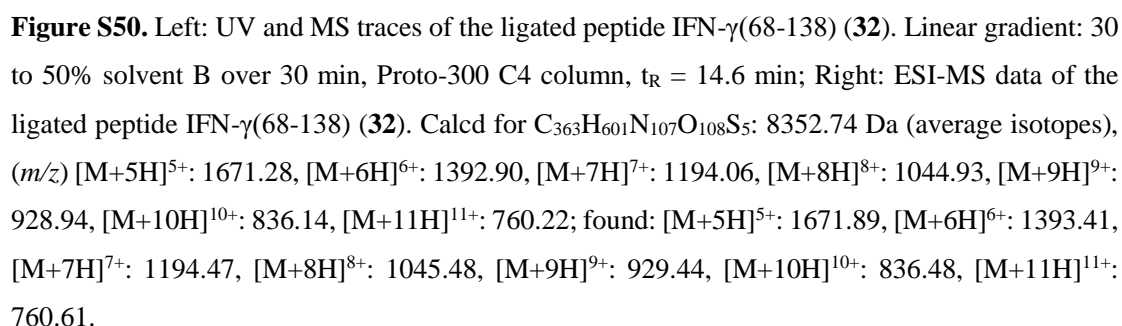 Figure S50. Left: UV and MS traces of the ligated peptide IFN-γ(68-138) (32). Linear gradient: 30
to 50% solvent B over 30 min, Proto-300 C4 column, tR = 14.6 min; Right: ESI-MS data of the
ligated peptide IFN-γ(68-138) (32). Calcd for C363H601N107O108S5: 8352.74 Da (average isotopes),
(m/z) [M+5H]5+: 1671.28, [M+6H]6+: 1392.90, [M+7H]7+: 1194.06, [M+8H]8+: 1044.93, [M+9H]9+:
928.94, [M+10H]10+: 836.14, [M+11H]11+: 760.22; found: [M+5H]5+: 1671.89, [M+6H]6+: 1393.41,
[M+7H]7+: 1194.47, [M+8H]8+: 1045.48, [M+9H]9+: 929.44, [M+10H]10+: 836.48, [M+11H]11+:
760.61.